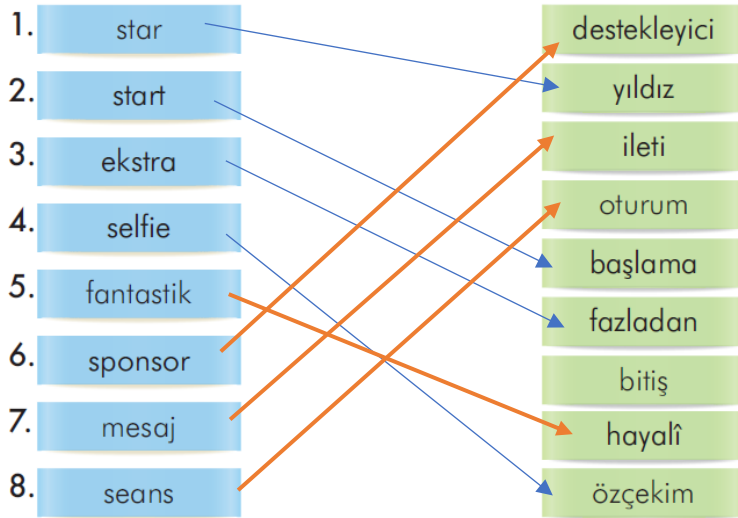 1. star
2. start
3. ekstra
4. selfie
5. fantastik
6. sponsor
7. mesaj
8. seans
destekleyici
yıldız
ileti
oturum
başlama
fazladan
bitiş
hayalî
özçekim